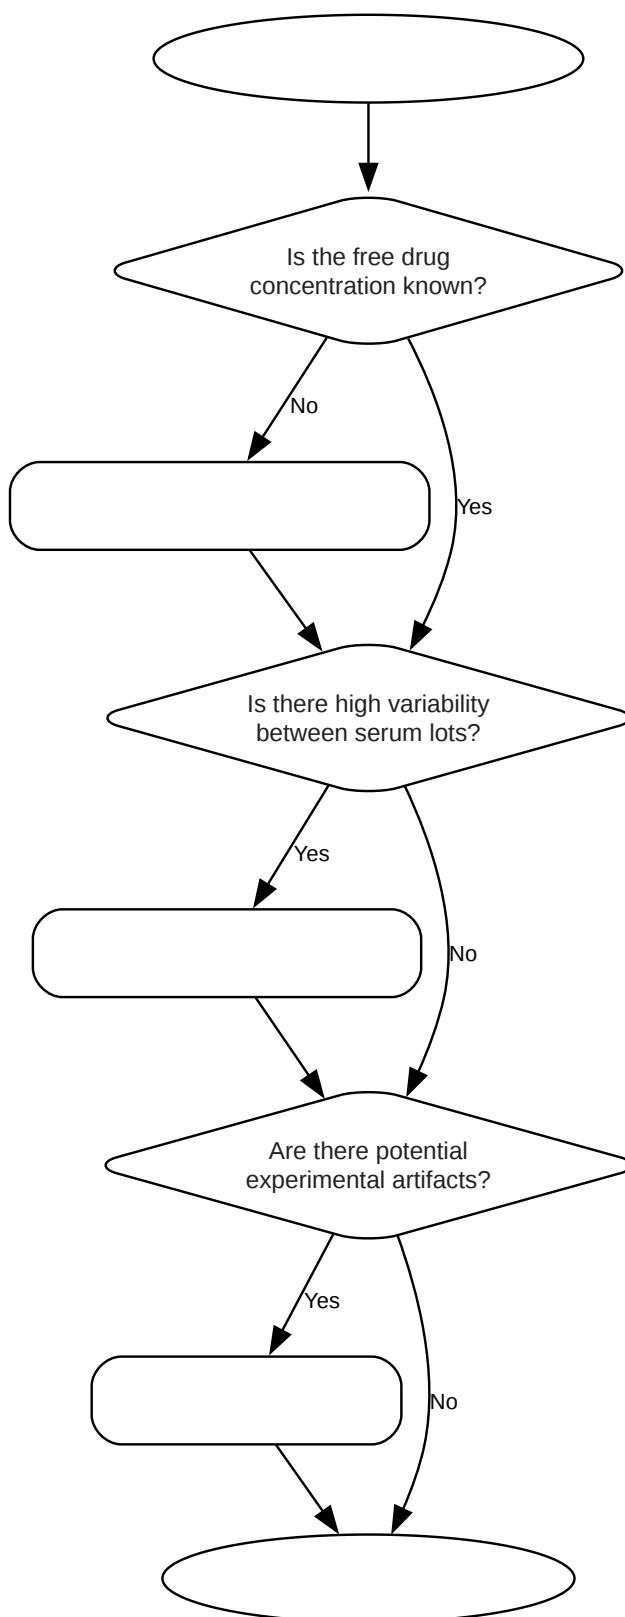 Is the free drug
concentration known?
No
Yes
Is there high variability
between serum lots?
Yes
No
Are there potential
experimental artifacts?
Yes
No